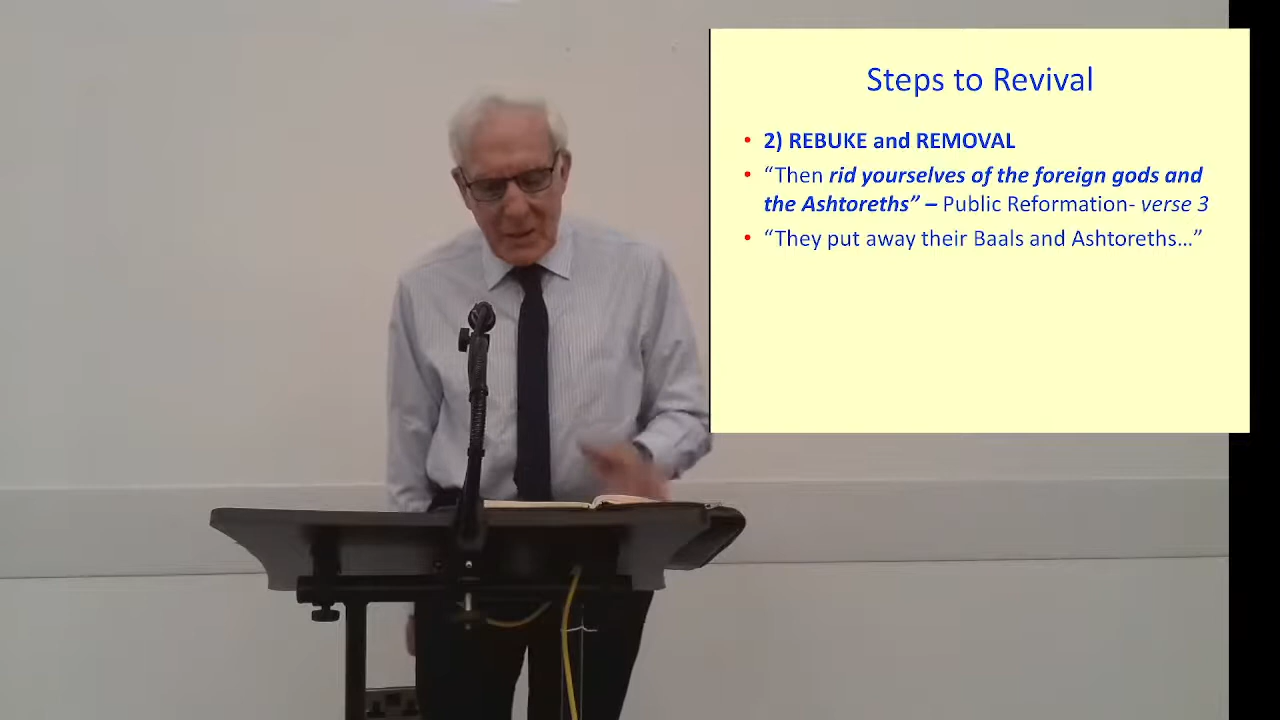 Steps to Revival
• 2) REBUKE and REMOVAL
• “Then rid yourselves of the foreign gods and
the Ashtoreths” – Public Reformation- verse 3
• “They put away their Baals and Ashtoreths…”